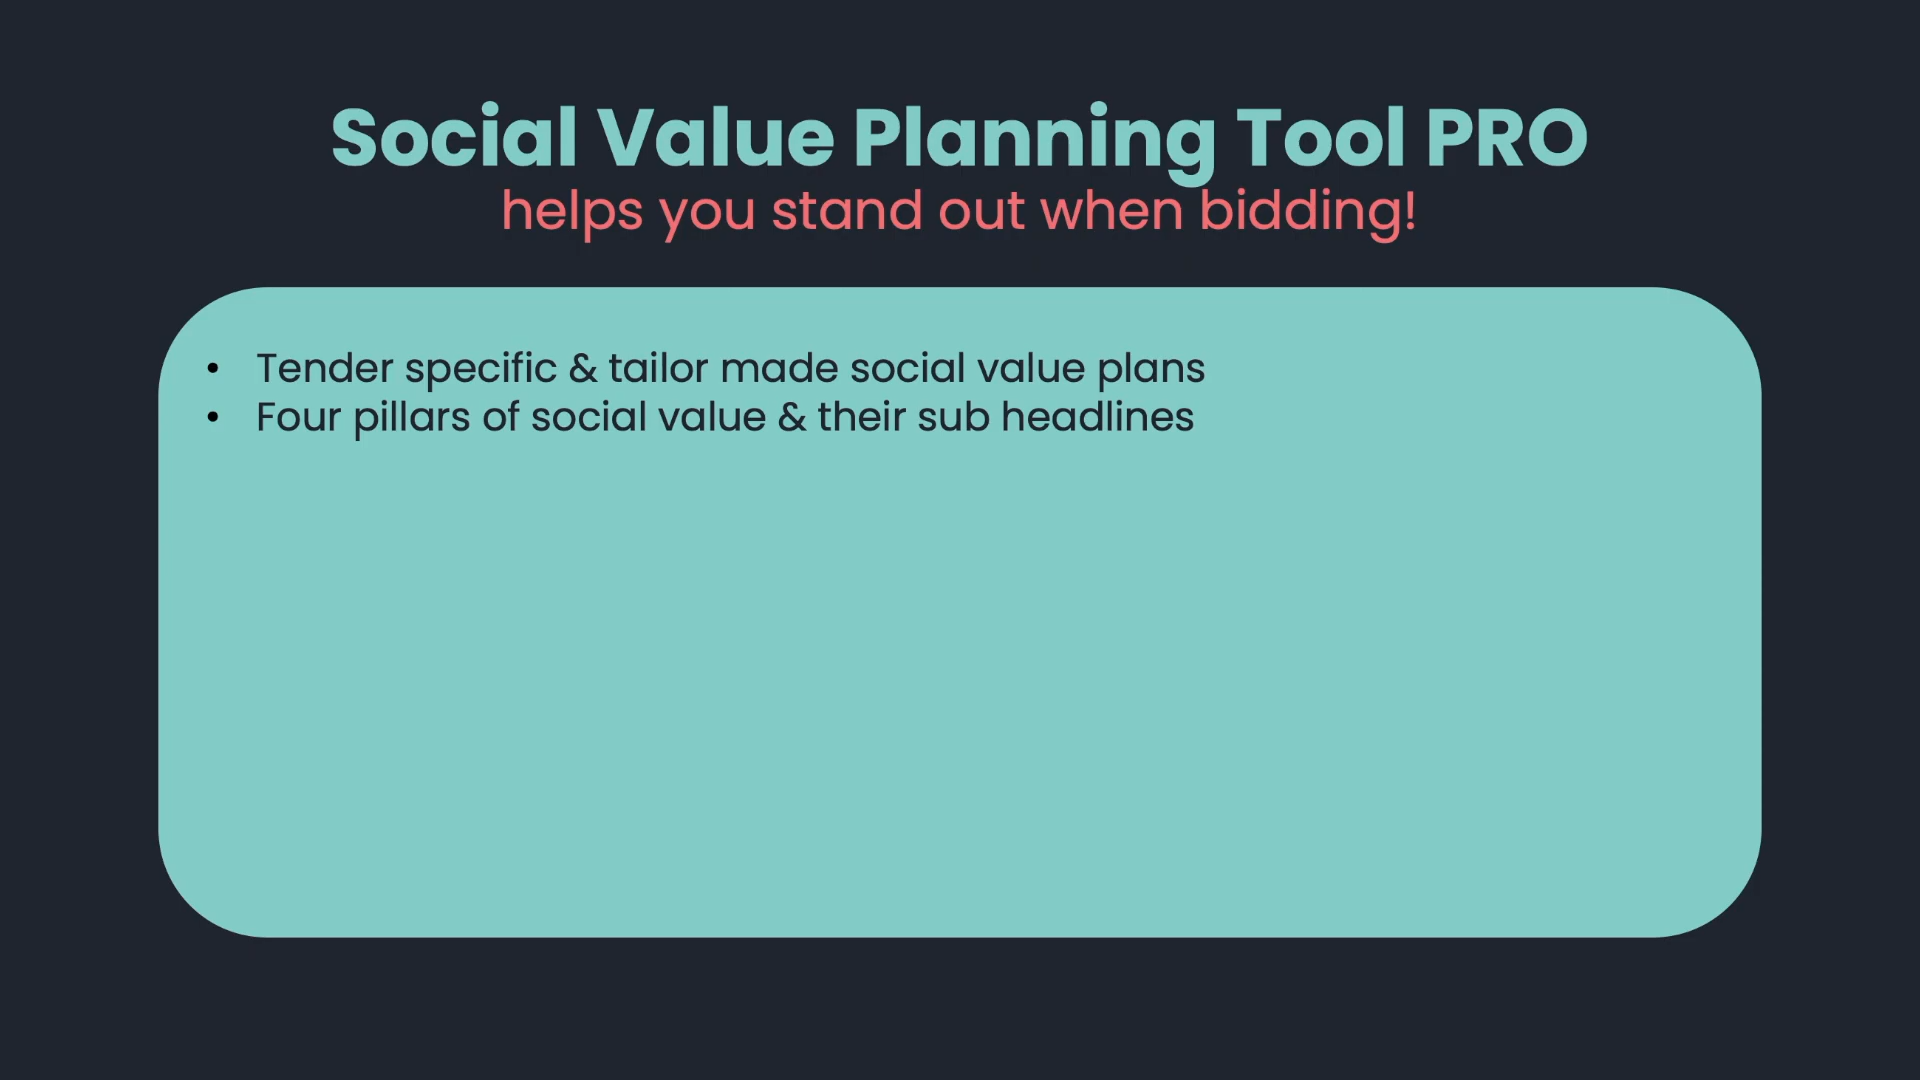 Social Value Planning Tool PRO
helps you stand out when bidding!
• Tender specific & tailor made social value plans
• Four pillars of social value & their sub headlines